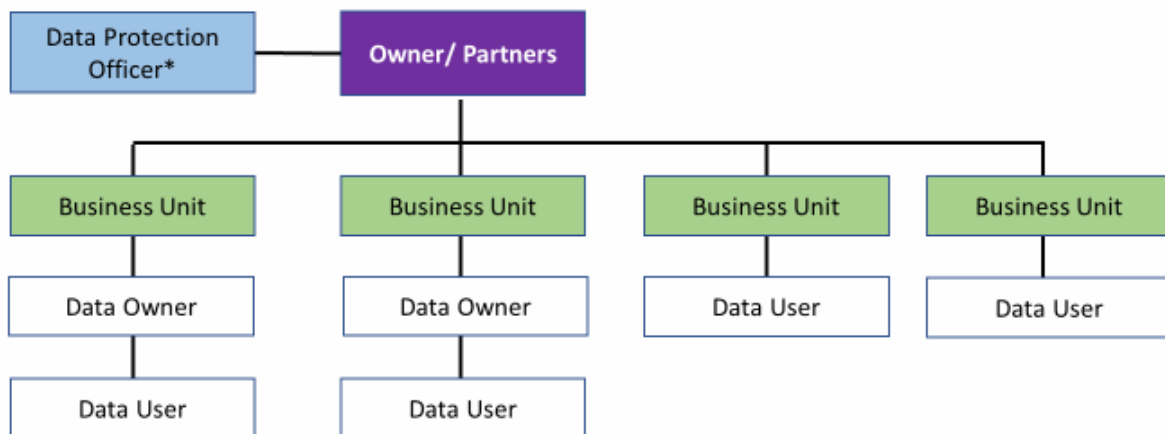 Data Protection
Officer*
Owner/ Partners
Business Unit
Business Unit
Business Unit
Business Unit
Data Owner
Data Owner
Data User
Data User
Data User
Data User